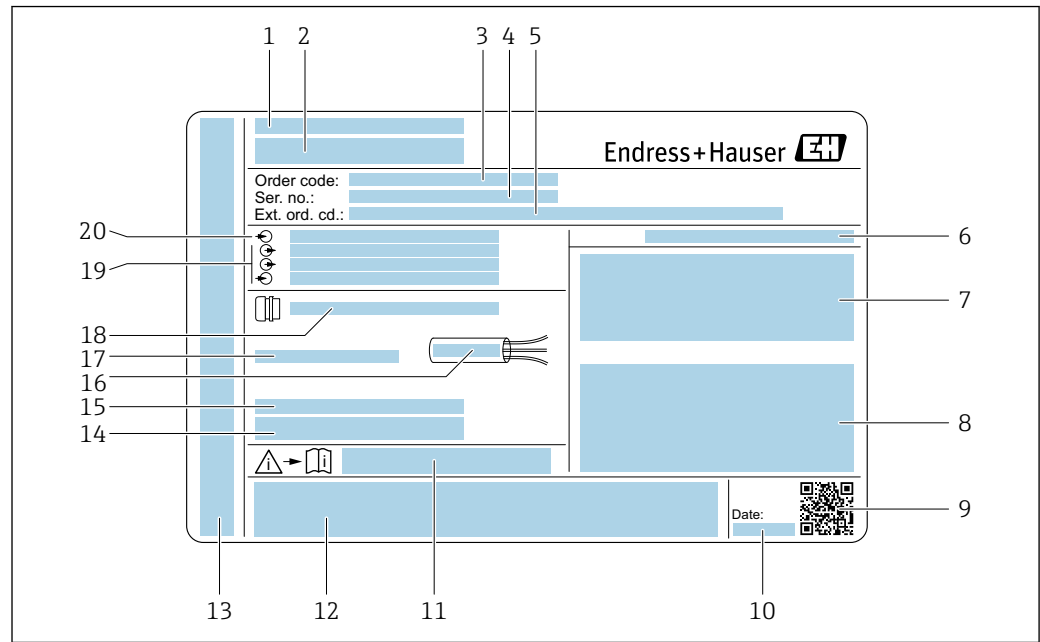 1 2 3 4 5
Endress+Hauser EH
Order code:
Ser. no.:
Ext. ord. cd.:
20
6
19
7
18
17
16
15
14
8
i i
Date:
9
13 12 11 10